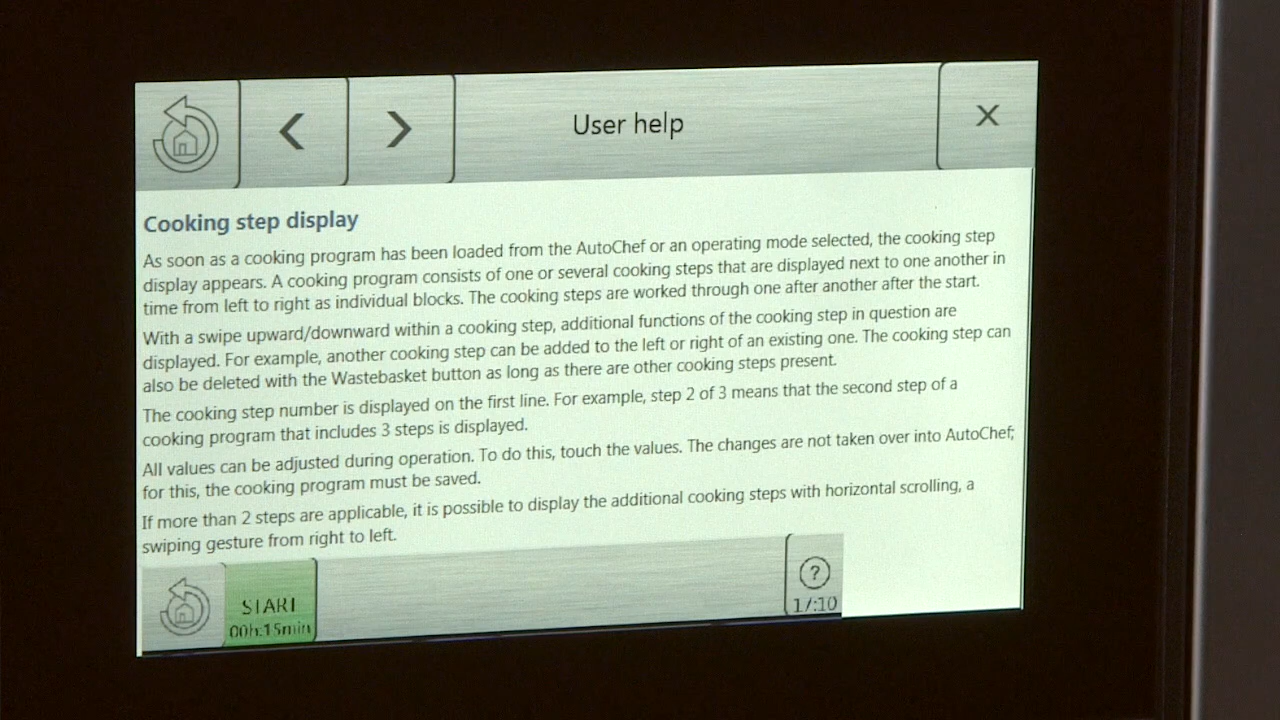 User help
Cooking step display
As soon as a cooking program has been loaded from the AutoChef or an operating mode selected, the cooking step
display appears. A cooking program consists of one or several cooking steps that are displayed next to one another in
time from left to right as individual blocks. The cooking steps are worked through one after another after the start.
With a swipe upward/downward within a cooking step, additional functions of the cooking step in question are
displayed. For example, another cooking step can be added to the left or right of an existing one. The cooking step can
also be deleted with the Wastebasket button as long as there are other cooking steps present.
The cooking step number is displayed on the first line. For example, step 2 of 3 means that the second step of a
cooking program that includes 3 steps is displayed.
All values can be adjusted during operation. To do this, touch the values. The changes are not taken over into AutoChef;
for this, the cooking program must be saved.
If more than 2 steps are applicable, it is possible to display the additional cooking steps with horizontal scrolling, a
swiping gesture from right to left.
START
00h:15min
?
17:10